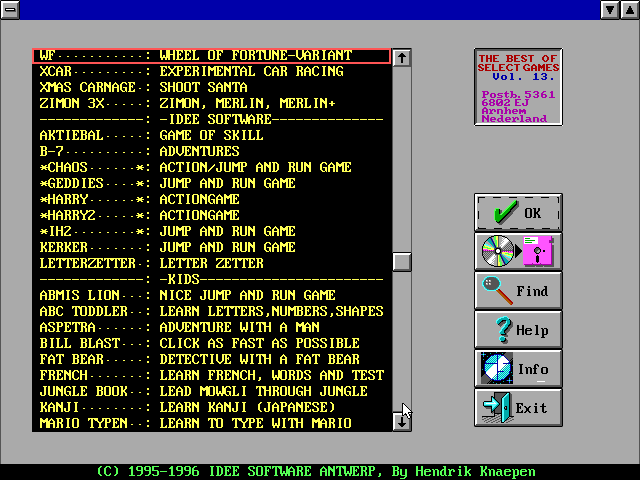 WF···········: WHEEL OF FORTUNE-VARIANT
XCAR·········: EXPERIMENTAL CAR RACING
XMAS CARNAGE·: SHOOT SANTA
ZIMON 3X·····: ZIMON, MERLIN, MERLIN+
-------------: -IDEE SOFTWARE--------------
AKTIEBAL·····: GAME OF SKILL
B-7··········: ADVENTURES
*CHAOS······*: ACTION/JUMP AND RUN GAME
*GEDDIES····*: JUMP AND RUN GAME
*HARRY······*: ACTIONGAME
*HARRY2·····*: ACTIONGAME
*IH2········*: JUMP AND RUN GAME
KERKER·······: JUMP AND RUN GAME
LETTERZETTER·: LETTER ZETTER
-------------: -KIDS-----------------------
ABMIS LION···: NICE JUMP AND RUN GAME
ABC TODDLER··: LEARN LETTERS,NUMBERS,SHAPES
ASPETRA······: ADVENTURE WITH A MAN
BILL BLAST···: CLICK AS FAST AS POSSIBLE
FAT BEAR·····: DETECTIVE WITH A FAT BEAR
FRENCH·······: LEARN FRENCH, WORDS AND TEST
JUNGLE BOOK··: LEAD MOWGLI THROUGH JUNGLE
KANJI········: LEARN KANJI (JAPANESE)
MARIO TYPEN··: LEARN TO TYPE WITH MARIO
THE BEST OF
SELECTGAMES
Vol. 13.
Postb. 5361
6802 EJ
Arnhem
Nederland
OK
Find
Help
Info
Exit
(C) 1995-1996 IDEE SOFTWARE ANTWERP, By Hendrik Knaepen